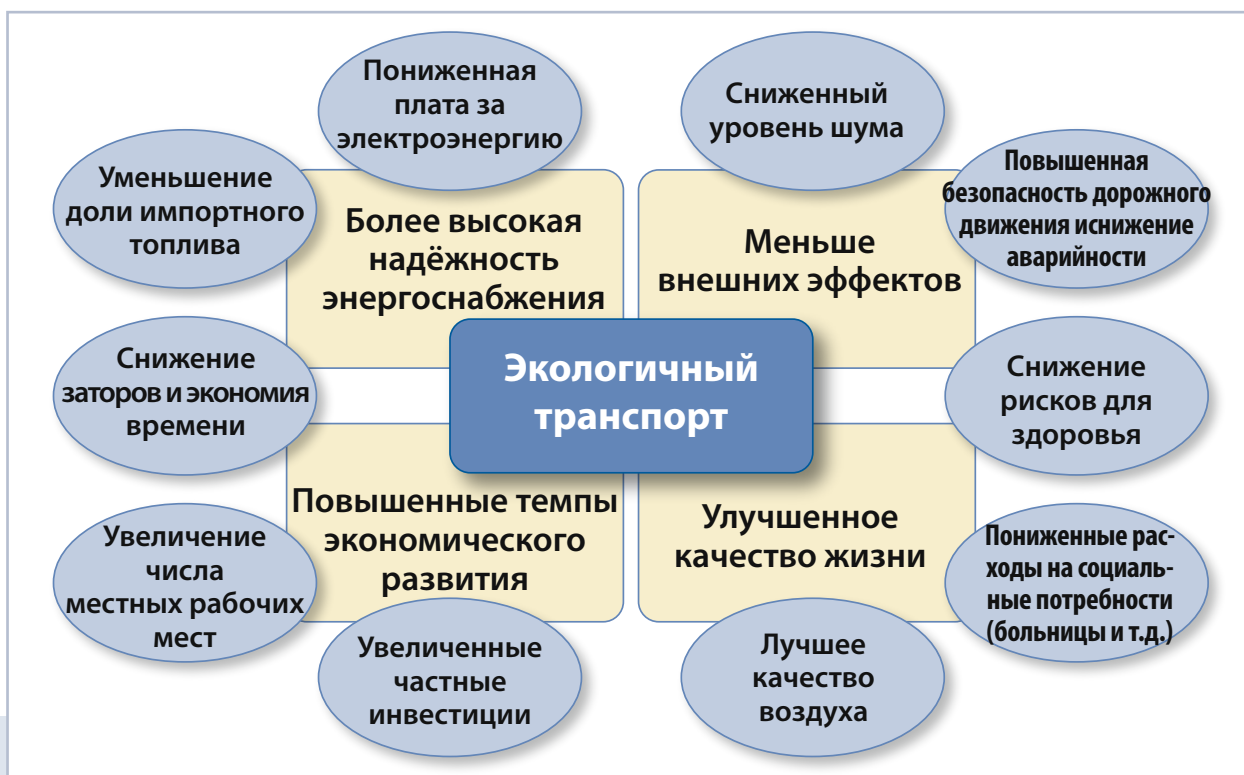 Пониженная
плата за
электроэнергию
Сниженный
уровень шума
Уменьшение
доли импортного
топлива
Более высокая
надёжность
энергоснабжения
Меньше
внешних эффектов
Повышенная
безопасность дорожного
движения иснижение
аварийности
Снижение
заторов и экономия
времени
Экологичный
транспорт
Снижение
рисков для
здоровья
Увеличение
числа
местных рабочих
мест
Повышенные темпы
экономического
развития
Улучшенное
качество жизни
Пониженные рас-
ходы на социаль-
ные потребности
(больницы и т.д.)
Увеличенные
частные
инвестиции
Лучшее
качество
воздуха